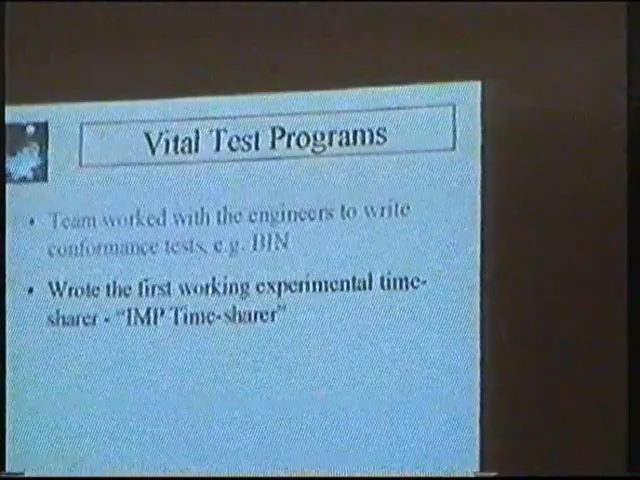 Vital Test Programs
• Team worked with the engineers to write
conformance tests, e.g. BIN
• Wrote the first working experimental time-
sharer - "IMP Time-sharer"